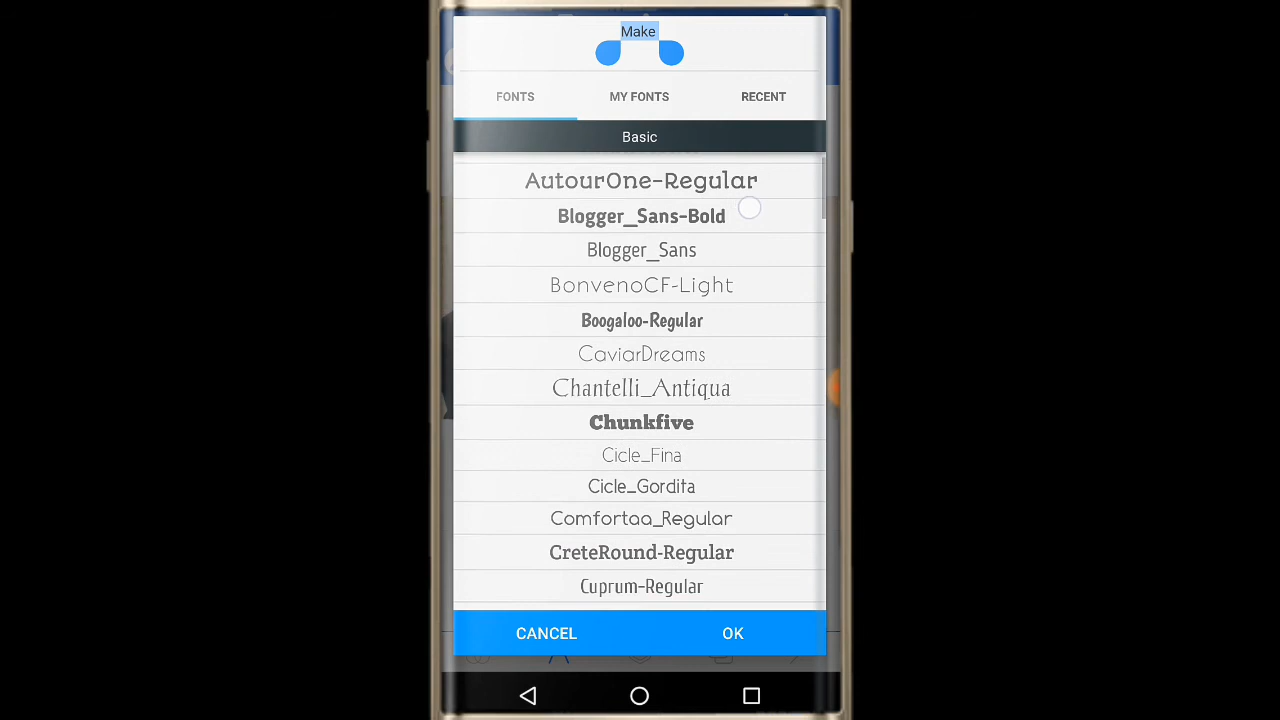 Make
FONTS MY FONTS RECENT
Basic
AutourOne-Regular
Blogger_Sans-Bold
Blogger_Sans
BonvenoCF-Light
Boogaloo-Regular
CaviarDreams
Chantelli_Antiqua
Chunkfive
Cicle_Fina
Cicle_Gordita
Comfortaa_Regular
CreteRound-Regular
Cuprum-Regular
CANCEL OK